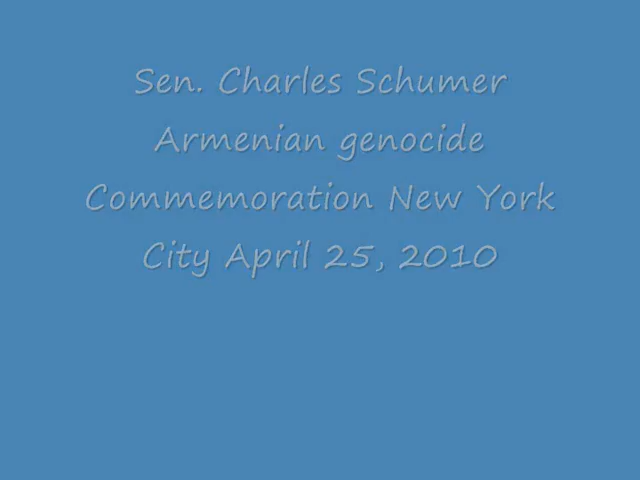 Sen. Charles Schumer
Armenian genocide
Commemoration New York
City April 25, 2010